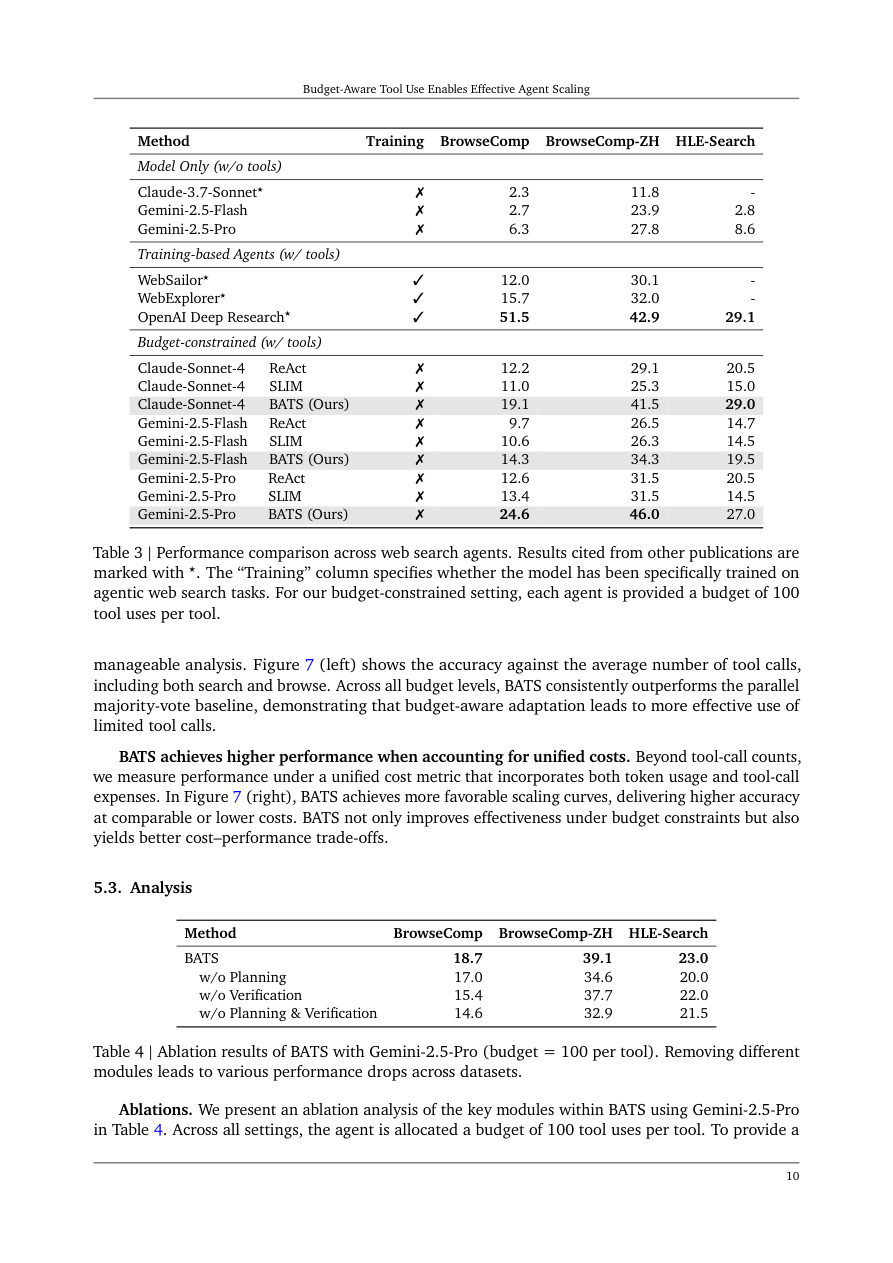 Budget-Aware Tool Use Enables Effective Agent Scaling
Method Training BrowseComp BrowseComp-ZH HLE-Search
Model Only (w/o tools)
Claude-3.7-Sonnet★ ✗ 2.3 11.8 -
Gemini-2.5-Flash ✗ 2.7 23.9 2.8
Gemini-2.5-Pro ✗ 6.3 27.8 8.6
Training-based Agents (w/ tools)
WebSailor★ ✓ 12.0 30.1 -
WebExplorer★ ✓ 15.7 32.0 -
OpenAI Deep Research★ ✓ 51.5 42.9 29.1
Budget-constrained (w/ tools)
Claude-Sonnet-4 ReAct ✗ 12.2 29.1 20.5
Claude-Sonnet-4 SLIM ✗ 11.0 25.3 15.0
Claude-Sonnet-4 BATS (Ours) ✗ 19.1 41.5 29.0
Gemini-2.5-Flash ReAct ✗ 9.7 26.5 14.7
Gemini-2.5-Flash SLIM ✗ 10.6 26.3 14.5
Gemini-2.5-Flash BATS (Ours) ✗ 14.3 34.3 19.5
Gemini-2.5-Pro ReAct ✗ 12.6 31.5 20.5
Gemini-2.5-Pro SLIM ✗ 13.4 31.5 14.5
Gemini-2.5-Pro BATS (Ours) ✗ 24.6 46.0 27.0
Table 3 | Performance comparison across web search agents. Results cited from other publications are
marked with ★. The “Training” column specifies whether the model has been specifically trained on
agentic web search tasks. For our budget-constrained setting, each agent is provided a budget of 100
tool uses per tool.
manageable analysis. Figure 7 (left) shows the accuracy against the average number of tool calls,
including both search and browse. Across all budget levels, BATS consistently outperforms the parallel
majority-vote baseline, demonstrating that budget-aware adaptation leads to more effective use of
limited tool calls.
BATS achieves higher performance when accounting for unified costs. Beyond tool-call counts,
we measure performance under a unified cost metric that incorporates both token usage and tool-call
expenses. In Figure 7 (right), BATS achieves more favorable scaling curves, delivering higher accuracy
at comparable or lower costs. BATS not only improves effectiveness under budget constraints but also
yields better cost–performance trade-offs.
5.3. Analysis
Method BrowseComp BrowseComp-ZH HLE-Search
BATS 18.7 39.1 23.0
w/o Planning 17.0 34.6 20.0
w/o Verification 15.4 37.7 22.0
w/o Planning & Verification 14.6 32.9 21.5
Table 4 | Ablation results of BATS with Gemini-2.5-Pro (budget = 100 per tool). Removing different
modules leads to various performance drops across datasets.
Ablations. We present an ablation analysis of the key modules within BATS using Gemini-2.5-Pro
in Table 4. Across all settings, the agent is allocated a budget of 100 tool uses per tool. To provide a
10